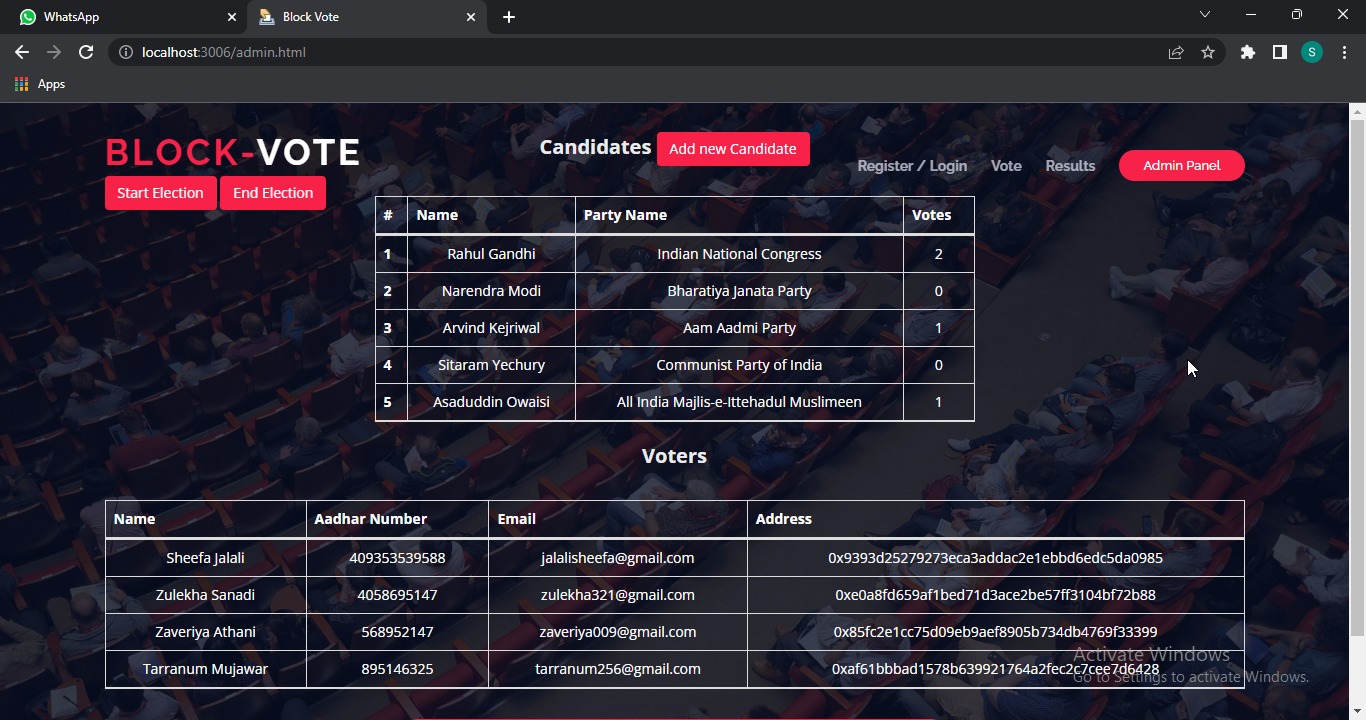 WhatsApp
Block Vote
localhost:3006/admin.html
S
Apps
BLOCK-VOTE
Candidates Add new Candidate
Register / Login Vote Results Admin Panel
Start Election End Election
# Name Party Name Votes
1 Rahul Gandhi Indian National Congress 2
2 Narendra Modi Bharatiya Janata Party 0
3 Arvind Kejriwal Aam Aadmi Party 1
4 Sitaram Yechury Communist Party of India 0
5 Asaduddin Owaisi All India Majlis-e-Ittehadul Muslimeen 1
Voters
Name Aadhar Number Email Address
Sheefa Jalali 409353539588 jalalisheefa@gmail.com 0x9393d25279273eca3addac2e1ebbd6edc5da0985
Zulekha Sanadi 4058695147 zulekha321@gmail.com 0xe0a8fd659af1bed71d3ace2be57ff3104bf72b88
Zaveriya Athani 568952147 zaveriya009@gmail.com 0x85fc2e1cc75d09eb9aef8905b734db4769f33399
Tarranum Mujawar 895146325 tarranum256@gmail.com 0xaf61bbbad1578b639921764a2fec2c7cee7d6428
Activate Windows
Go to Settings to activate Windows.